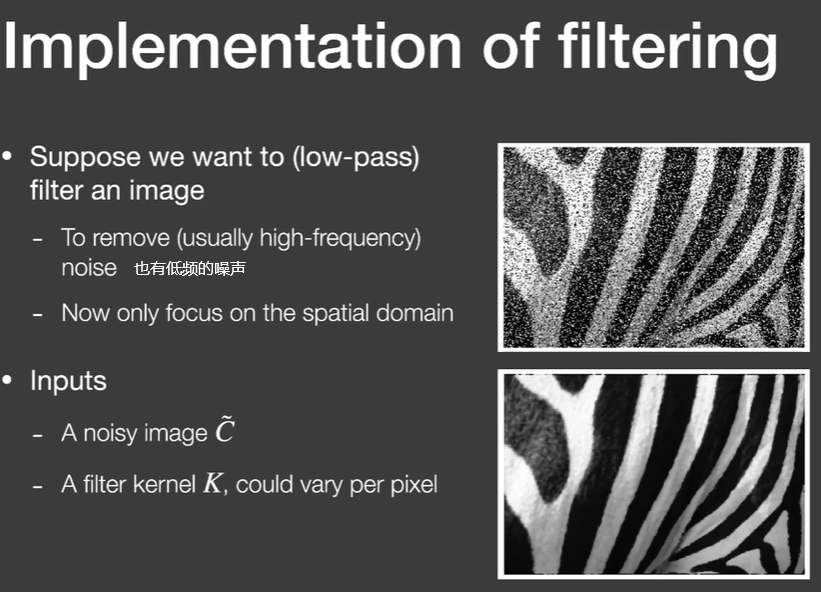 Implementation of filtering
• Suppose we want to (low-pass)
filter an image
- To remove (usually high-frequency)
noise 也有低频的噪声
- Now only focus on the spatial domain
• Inputs
- A noisy image C̃
- A filter kernel K, could vary per pixel